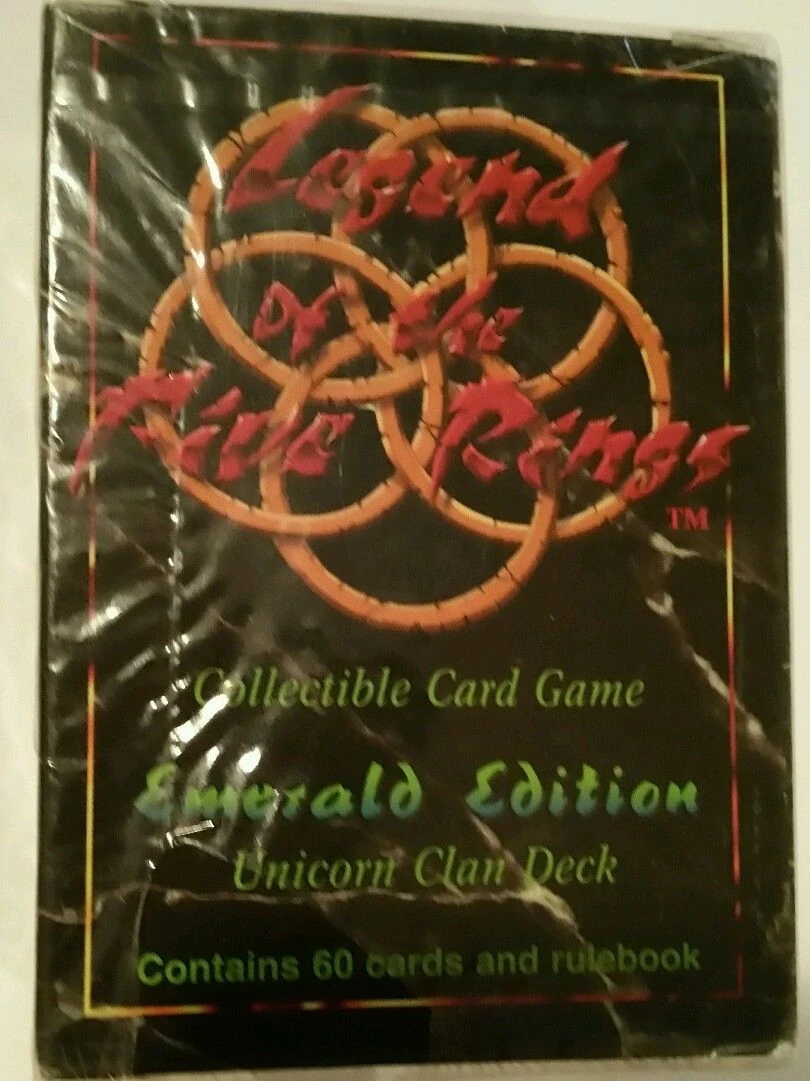 Legend
of the
Five Rings
TM
Collectible Card Game
Emerald Edition
Unicorn Clan Deck
Contains 60 cards and rulebook